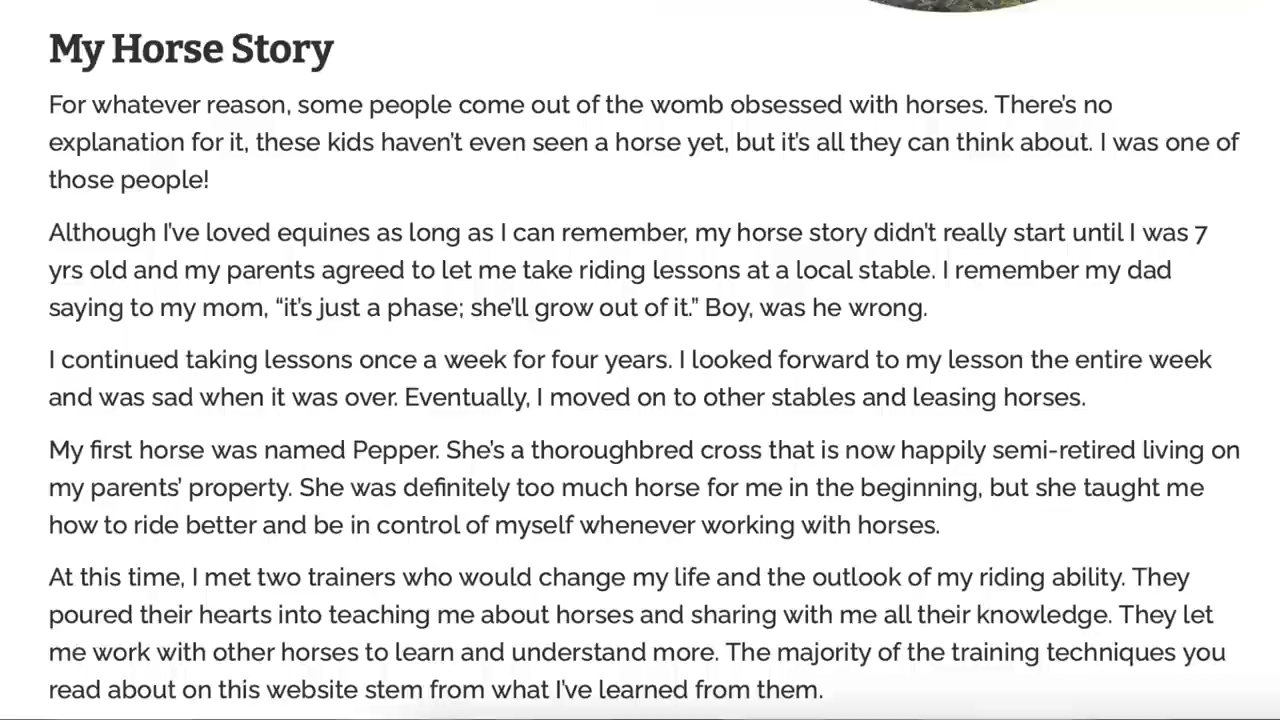 My Horse Story
For whatever reason, some people come out of the womb obsessed with horses. There's no
explanation for it, these kids haven't even seen a horse yet, but it's all they can think about. I was one of
those people!
Although I've loved equines as long as I can remember, my horse story didn't really start until I was 7
yrs old and my parents agreed to let me take riding lessons at a local stable. I remember my dad
saying to my mom, “it's just a phase; she'll grow out of it.” Boy, was he wrong.
I continued taking lessons once a week for four years. I looked forward to my lesson the entire week
and was sad when it was over. Eventually, I moved on to other stables and leasing horses.
My first horse was named Pepper. She's a thoroughbred cross that is now happily semi-retired living on
my parents' property. She was definitely too much horse for me in the beginning, but she taught me
how to ride better and be in control of myself whenever working with horses.
At this time, I met two trainers who would change my life and the outlook of my riding ability. They
poured their hearts into teaching me about horses and sharing with me all their knowledge. They let
me work with other horses to learn and understand more. The majority of the training techniques you
read about on this website stem from what I've learned from them.